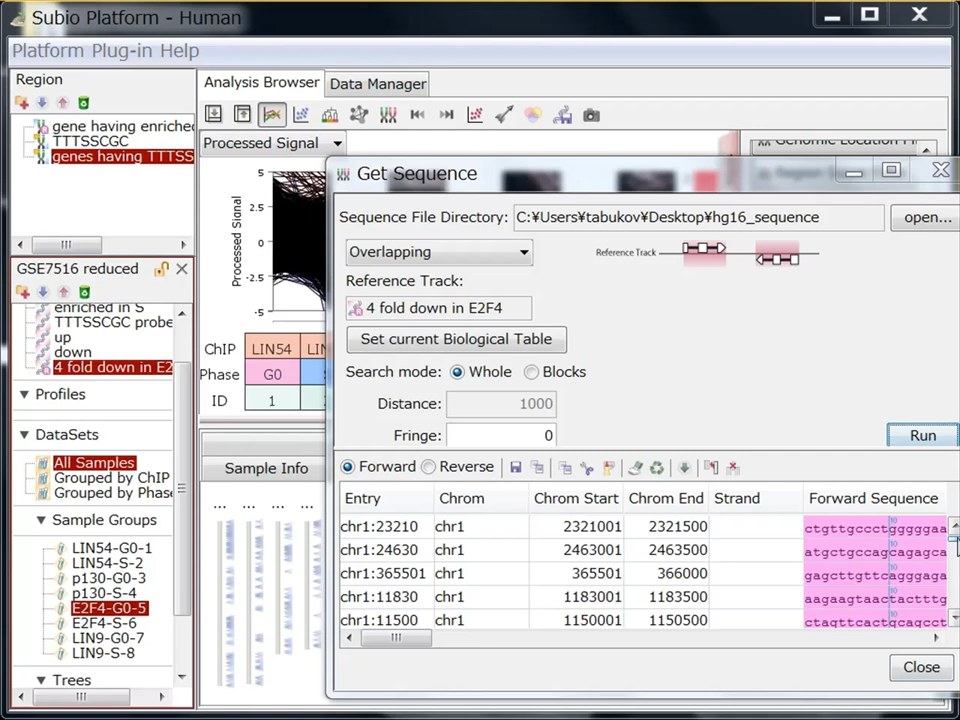 Subio Platform - Human
Platform Plug-in Help
Region
gene having enriched
TTTSSCGC
genes having TTTSS
GSE7516 reduced
enriched in S
TTTSSCGC probe
up
down
4 fold down in E2
Profiles
DataSets
All Samples
Grouped by ChIP
Grouped by Phase
Sample Groups
LIN54-G0-1
LIN54-S-2
p130-G0-3
p130-S-4
E2F4-G0-5
E2F4-S-6
LIN9-G0-7
LIN9-S-8
Trees
Analysis Browser
Data Manager
Processed Signal
Processed Signal
5
2.5
0
-2.5
-5
ChIP LIN54 LIN
Phase G0
ID 1
Sample Info
... ... ... ...
Get Sequence
Sequence File Directory: C:¥Users¥tabukov¥Desktop¥hg16_sequence open...
Overlapping
Reference Track
Reference Track:
4 fold down in E2F4
Set current Biological Table
Search mode: Whole Blocks
Distance: 1000
Fringe: 0
Run
Forward Reverse
Entry Chrom Chrom Start Chrom End Strand Forward Sequence
chr1:23210 chr1 2321001 2321500 ctgttgccctgggggaa
chr1:24630 chr1 2463001 2463500 atgctgccagcagagca
chr1:365501 chr1 365501 366000 gagcttgttcagggaga
chr1:11830 chr1 1183001 1183500 aagaagtaactactttg
chr1:11500 chr1 1150001 1150500 ctagttcactgcagcct
Close